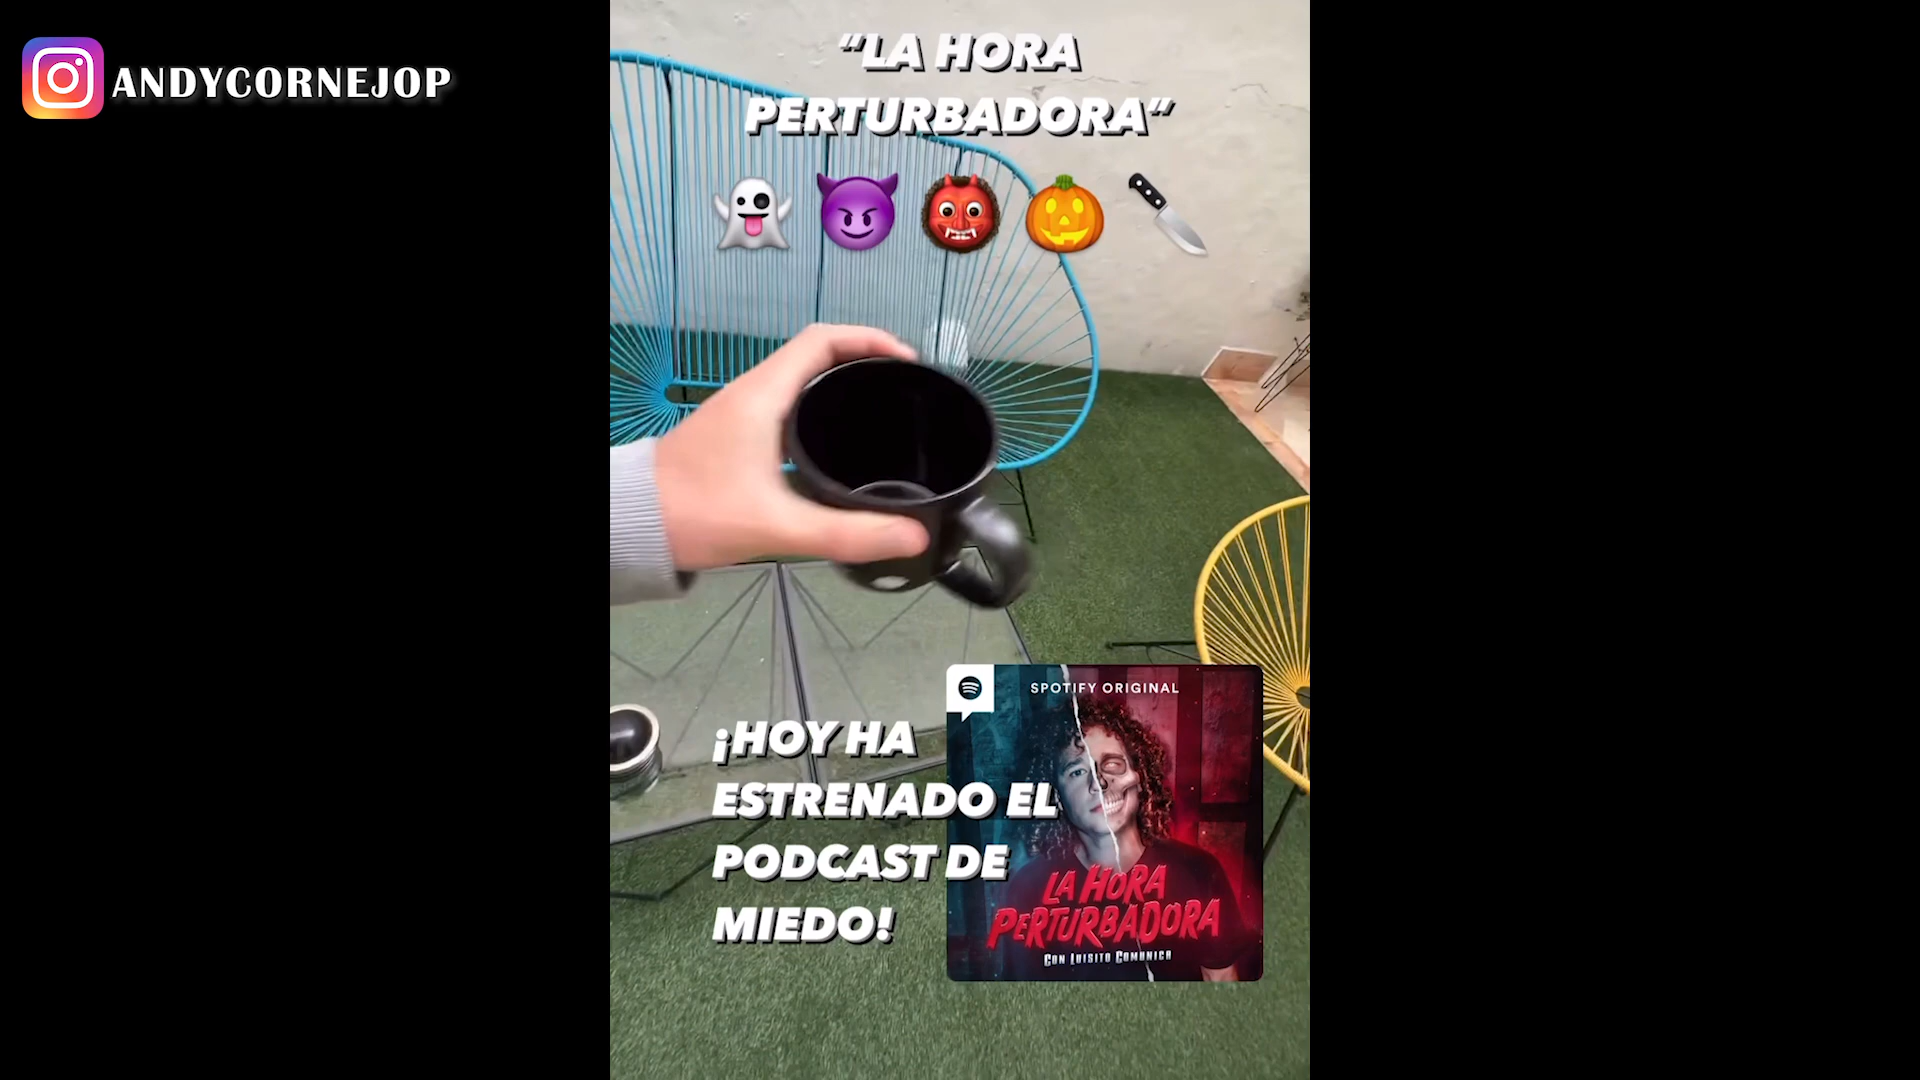 ANDYCORNEJOP
“LA HORA
PERTURBADORA”
SPOTIFY ORIGINAL
¡HOY HA
ESTRENADO EL
PODCAST DE
MIEDO!
LA HORA
PERTURBADORA
CON LUISITO COMUNICA